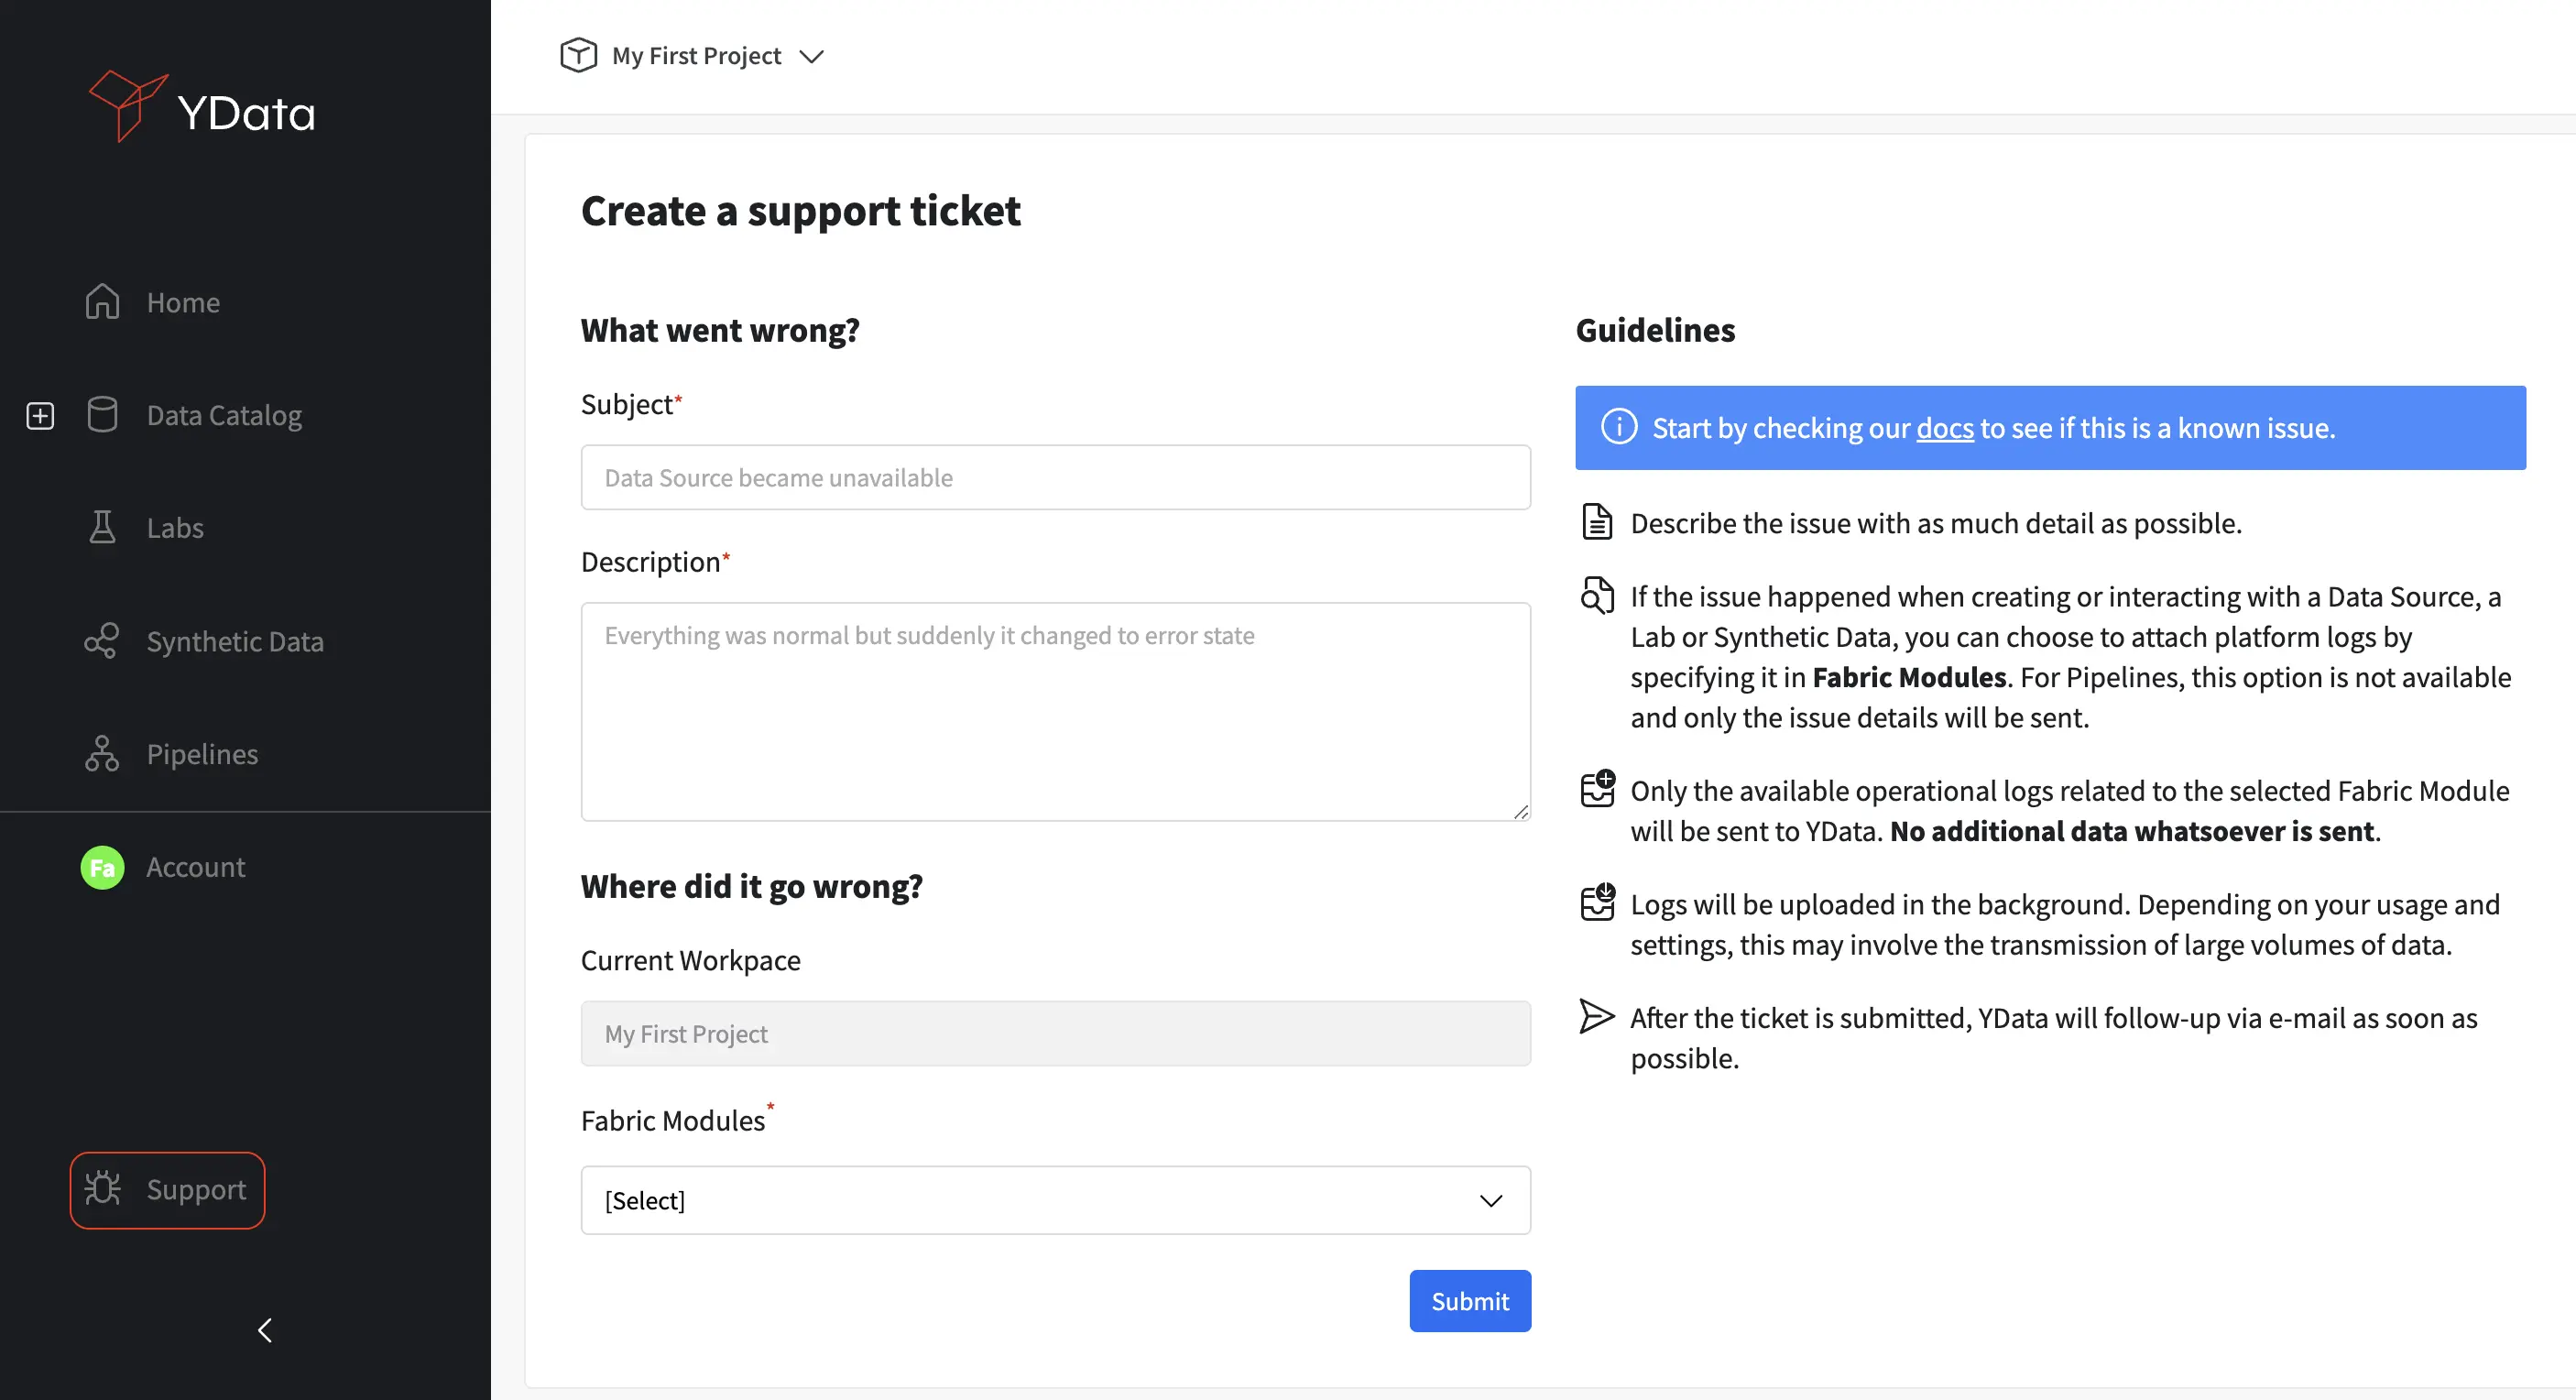 YData
Home
Data Catalog
Labs
Synthetic Data
Pipelines
Fa Account
Support
My First Project
Create a support ticket
What went wrong?
Subject*
Data Source became unavailable
Description*
Everything was normal but suddenly it changed to error state
Where did it go wrong?
Current Workpace
My First Project
Fabric Modules*
[Select]
Submit
Guidelines
Start by checking our docs to see if this is a known issue.
Describe the issue with as much detail as possible.
If the issue happened when creating or interacting with a Data Source, a
Lab or Synthetic Data, you can choose to attach platform logs by
specifying it in Fabric Modules. For Pipelines, this option is not available
and only the issue details will be sent.
Only the available operational logs related to the selected Fabric Module
will be sent to YData. No additional data whatsoever is sent.
Logs will be uploaded in the background. Depending on your usage and
settings, this may involve the transmission of large volumes of data.
After the ticket is submitted, YData will follow-up via e-mail as soon as
possible.